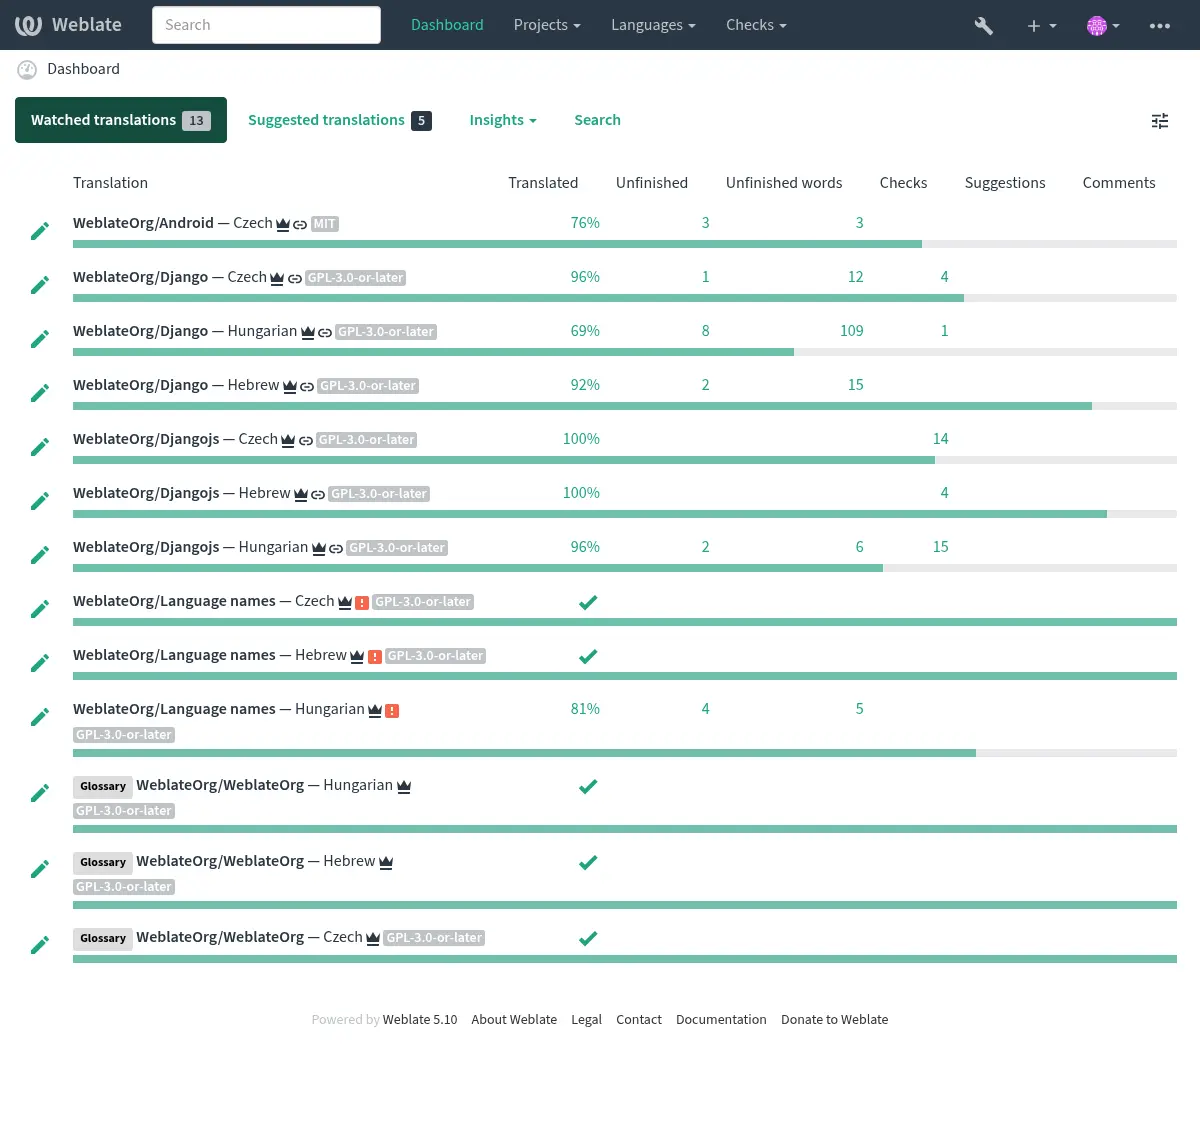 Weblate Search Dashboard Projects Languages Checks
Dashboard
Watched translations 13 Suggested translations 5 Insights Search
Translation Translated Unfinished Unfinished words Checks Suggestions Comments
WeblateOrg/Android — Czech MIT 76% 3 3
WeblateOrg/Django — Czech GPL-3.0-or-later 96% 1 12 4
WeblateOrg/Django — Hungarian GPL-3.0-or-later 69% 8 109 1
WeblateOrg/Django — Hebrew GPL-3.0-or-later 92% 2 15
WeblateOrg/Djangojs — Czech GPL-3.0-or-later 100% 14
WeblateOrg/Djangojs — Hebrew GPL-3.0-or-later 100% 4
WeblateOrg/Djangojs — Hungarian GPL-3.0-or-later 96% 2 6 15
WeblateOrg/Language names — Czech GPL-3.0-or-later
WeblateOrg/Language names — Hebrew GPL-3.0-or-later
WeblateOrg/Language names — Hungarian 81% 4 5
GPL-3.0-or-later
Glossary WeblateOrg/WeblateOrg — Hungarian
GPL-3.0-or-later
Glossary WeblateOrg/WeblateOrg — Hebrew
GPL-3.0-or-later
Glossary WeblateOrg/WeblateOrg — Czech GPL-3.0-or-later
Powered by Weblate 5.10 About Weblate Legal Contact Documentation Donate to Weblate